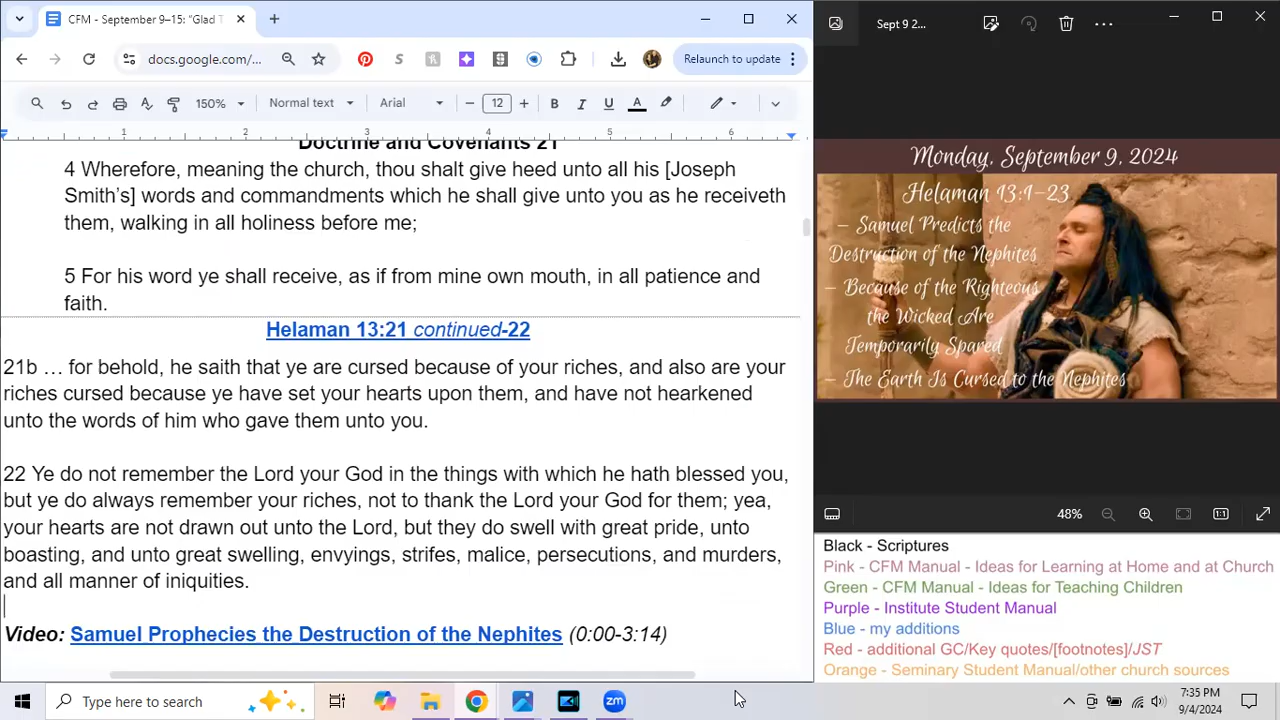 CFM - September 9–15: "Glad T
docs.google.com/...
Relaunch to update
150%
Normal text
Arial
12
B
I
U
A
1
2
3
4
5
6
Doctrine and Covenants 21
4 Wherefore, meaning the church, thou shalt give heed unto all his [Joseph
Smith's] words and commandments which he shall give unto you as he receiveth
them, walking in all holiness before me;
5 For his word ye shall receive, as if from mine own mouth, in all patience and
faith.
Helaman 13:21 continued-22
21b … for behold, he saith that ye are cursed because of your riches, and also are your
riches cursed because ye have set your hearts upon them, and have not hearkened
unto the words of him who gave them unto you.
22 Ye do not remember the Lord your God in the things with which he hath blessed you,
but ye do always remember your riches, not to thank the Lord your God for them; yea,
your hearts are not drawn out unto the Lord, but they do swell with great pride, unto
boasting, and unto great swelling, envyings, strifes, malice, persecutions, and murders,
and all manner of iniquities.
Video: Samuel Prophecies the Destruction of the Nephites (0:00-3:14)
Sept 9 2...
Monday, September 9, 2024
Helaman 13:1-23
- Samuel Predicts the
Destruction of the Nephites
- Because of the Righteous
the Wicked Are
Temporarily Spared
- The Earth Is Cursed to the Nephites
48%
1:1
Black - Scriptures
Pink - CFM Manual - Ideas for Learning at Home and at Church
Green - CFM Manual - Ideas for Teaching Children
Purple - Institute Student Manual
Blue - my additions
Red - additional GC/Key quotes/[footnotes]/JST
Orange - Seminary Student Manual/other church sources
Type here to search
zm
7:35 PM
9/4/2024